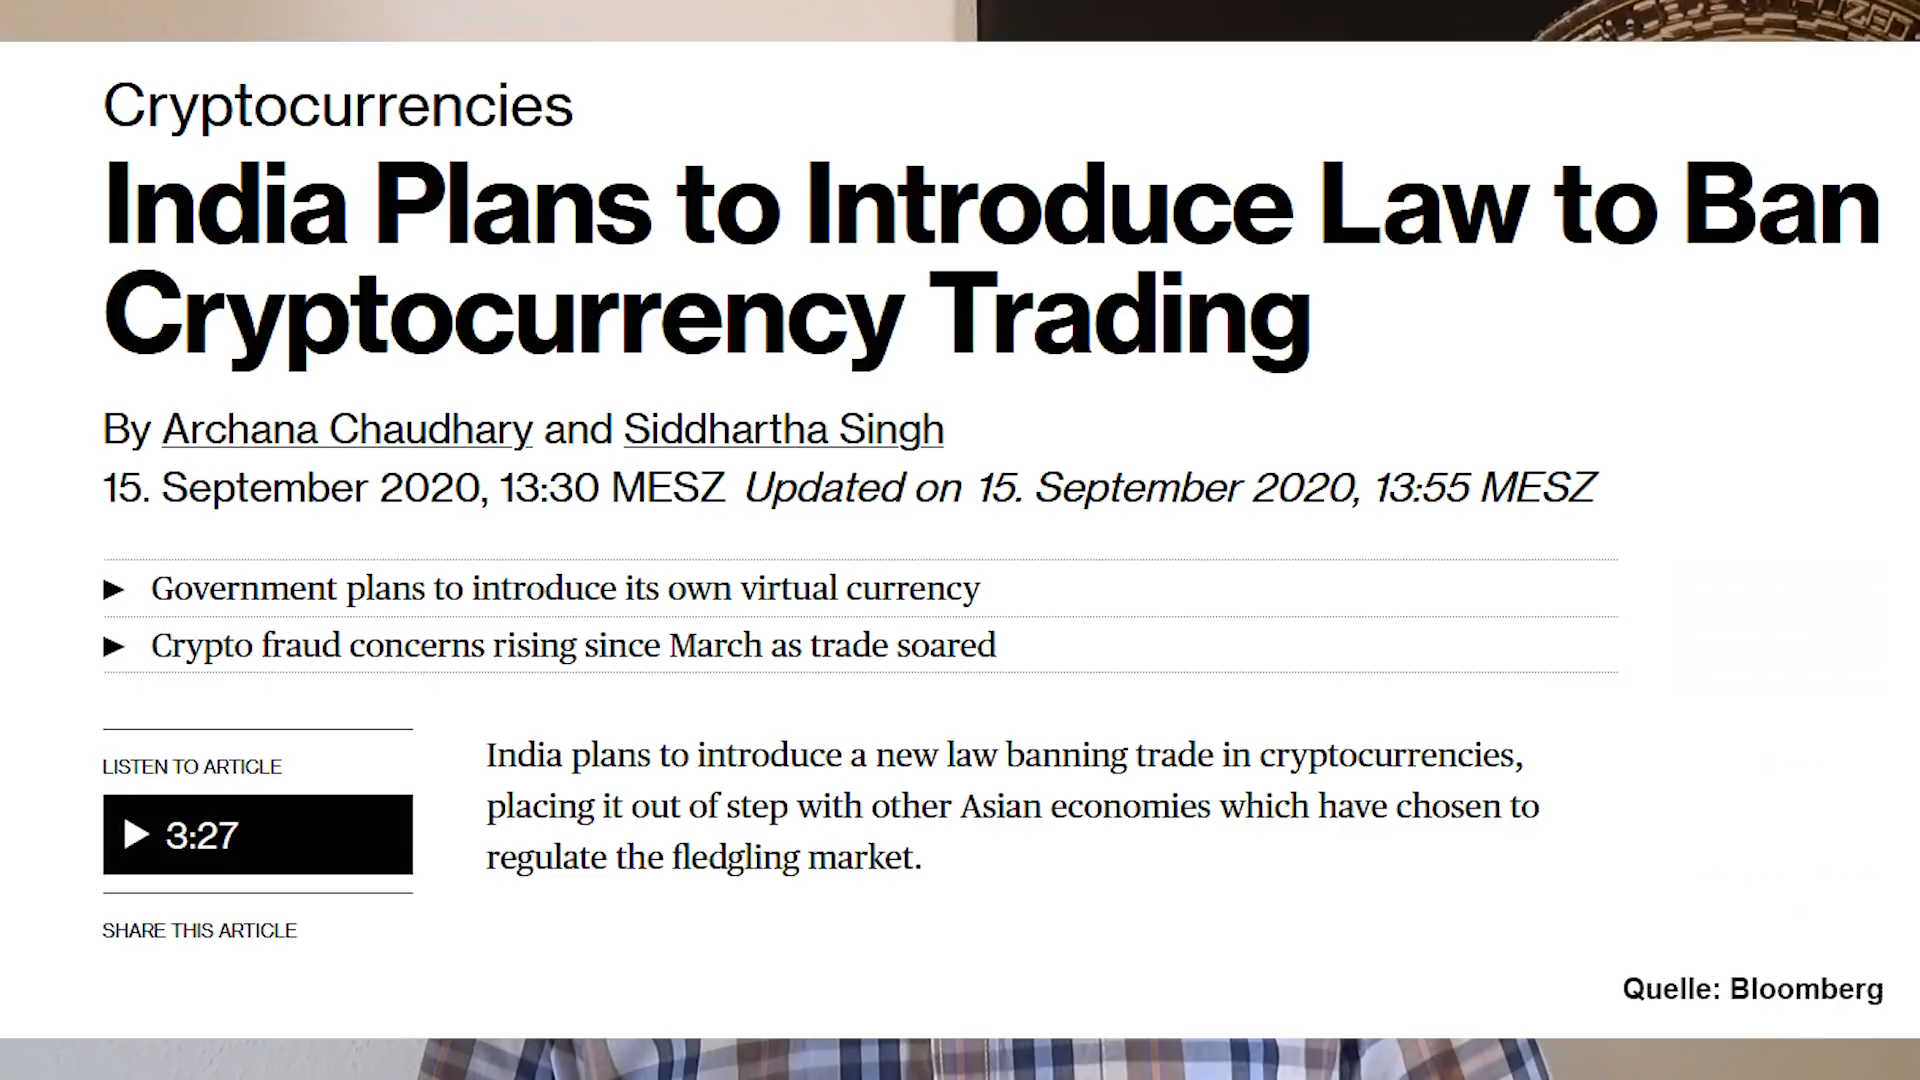 Cryptocurrencies
India Plans to Introduce Law to Ban
Cryptocurrency Trading
By Archana Chaudhary and Siddhartha Singh
15. September 2020, 13:30 MESZ Updated on 15. September 2020, 13:55 MESZ
► Government plans to introduce its own virtual currency
► Crypto fraud concerns rising since March as trade soared
LISTEN TO ARTICLE
3:27
SHARE THIS ARTICLE
India plans to introduce a new law banning trade in cryptocurrencies,
placing it out of step with other Asian economies which have chosen to
regulate the fledgling market.
Quelle: Bloomberg